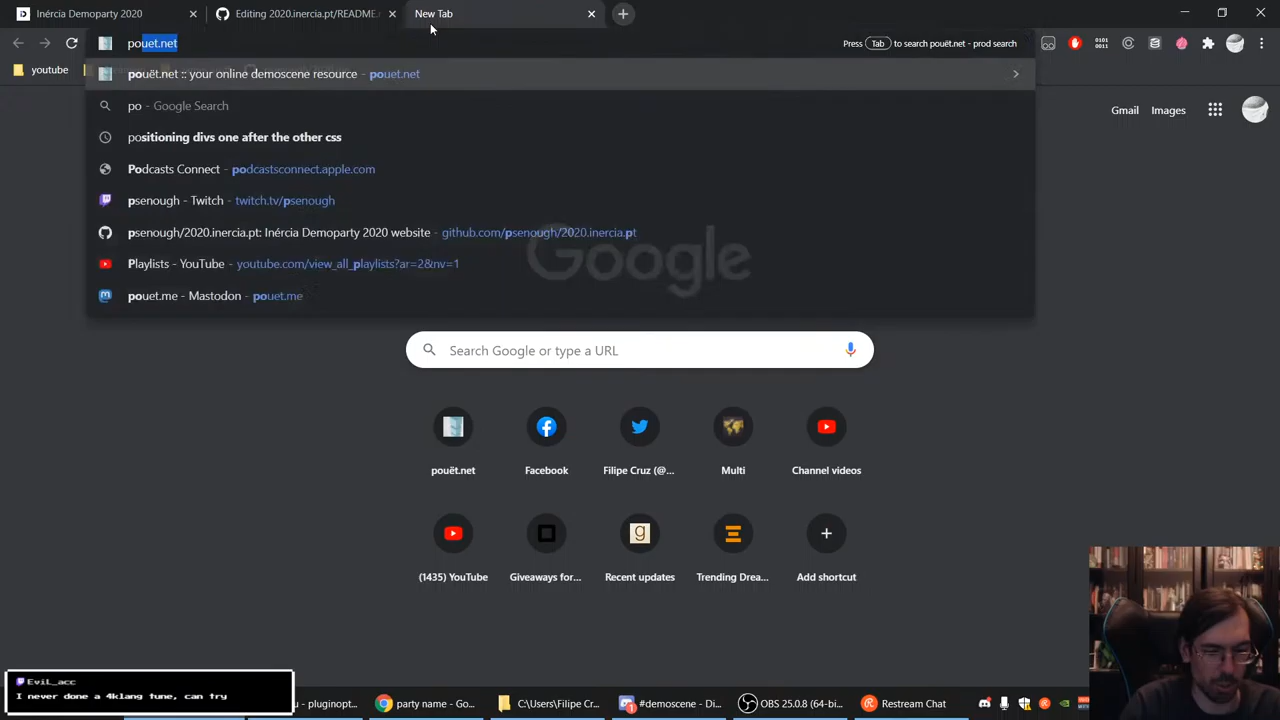 Inércia Demoparty 2020
Editing 2020.inercia.pt/README.
New Tab
pouet.net
Press Tab to search pouët.net - prod search
youtube
pouët.net :: your online demoscene resource - pouet.net
po - Google Search
positioning divs one after the other css
Podcasts Connect - podcastsconnect.apple.com
psenough - Twitch - twitch.tv/psenough
psenough/2020.inercia.pt: Inércia Demoparty 2020 website - github.com/psenough/2020.inercia.pt
Playlists - YouTube - youtube.com/view_all_playlists?ar=2&nv=1
pouet.me - Mastodon - pouet.me
Gmail
Images
Google
Search Google or type a URL
pouët.net
Facebook
Filipe Cruz (@...
Multi
Channel videos
(1435) YouTube
Giveaways for...
Recent updates
Trending Drea...
Add shortcut
Evil_acc
I never done a 4klang tune, can try
u - pluginopt...
party name - Go...
C:\Users\Filipe Cr...
#demoscene - Di...
OBS 25.0.8 (64-bi...
Restream Chat